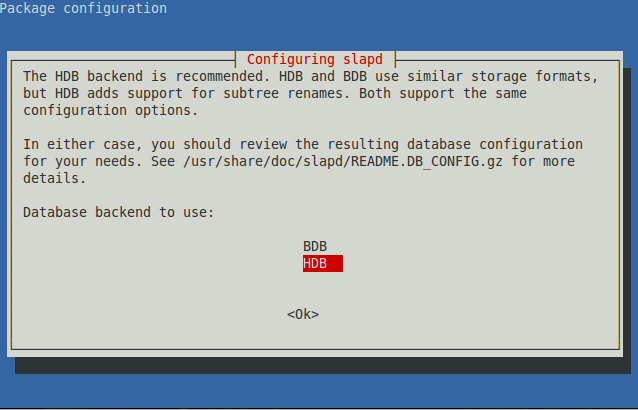 Package configuration
Configuring slapd
The HDB backend is recommended. HDB and BDB use similar storage formats,
but HDB adds support for subtree renames. Both support the same
configuration options.
In either case, you should review the resulting database configuration
for your needs. See /usr/share/doc/slapd/README.DB_CONFIG.gz for more
details.
Database backend to use:
BDB
HDB
<Ok>